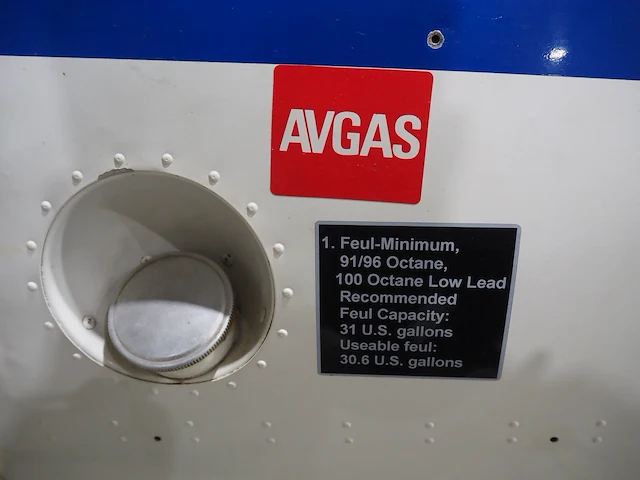 AVGAS
1. Feul-Minimum,
91/96 Octane,
100 Octane Low Lead
Recommended
Feul Capacity:
31 U.S. gallons
Useable feul:
30.6 U.S. gallons